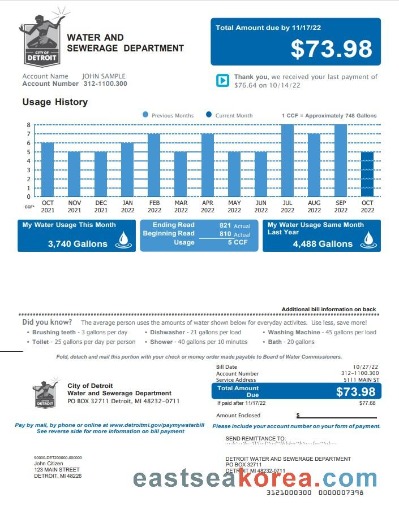 WATER AND
SEWERAGE DEPARTMENT
CITY OF
DETROIT
Total Amount due by 11/17/22
$73.98
Account Name JOHN SAMPLE
Account Number 312-1100.300
Thank you, we received your last payment of
$76.64 on 10/14/22
Usage History
Previous Months
Current Month
1 CCF = Approximately 748 Gallons
8
7
6
5
4
3
2
1
0
OCT 2021
NOV 2021
DEC 2021
JAN 2022
FEB 2022
MAR 2022
APR 2022
MAY 2022
JUN 2022
JUL 2022
AUG 2022
SEP 2022
OCT 2022
My Water Usage This Month
3,740 Gallons
Ending Read 821 Actual
Beginning Read 810 Actual
Usage 5 CCF
My Water Usage Same Month
Last Year
4,488 Gallons
Additional bill information on back
Did you know? The average person uses the amounts of water shown below for everyday activites. Use less, save more!
• Brushing teeth - 3 gallons per day
• Dishwasher - 21 gallons per load
• Washing Machine - 45 gallons per load
• Toilet - 25 gallons per day per person
• Shower - 40 gallons per 10 minutes
• Bath - 20 gallons
Fold, detach and mail this portion with your check or money order made payable to Board of Water Commissioners.
City of Detroit
Water and Sewerage Department
PO BOX 32711 Detroit, MI 48232-0711
Bill Date 10/27/22
Account Number 312-1100.300
Service Address 5111 MAIN ST
Total Amount
Due
$73.98
If paid after 11/17/22 $77.68
Amount Enclosed $
Pay by mail, by phone or online at www.detroitmi.gov/paymywaterbill
See reverse side for more information on bill payment
Please include your account number on your form of payment.
SEND REMITTANCE TO:
John Citizen
123 MAIN STREET
DETROIT, MI 48226
DETROIT WATER AND SEWERAGE DEPARTMENT
PO BOX 32711
DETROIT MI 48232-0711
eastseakorea.com
3121000300 0000007398